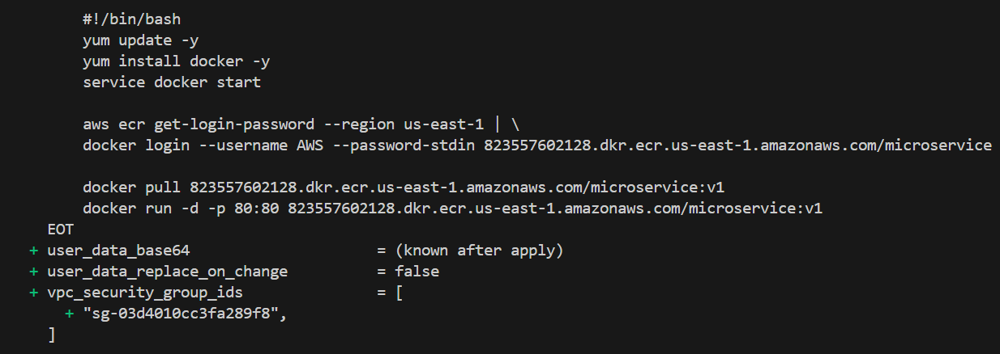 #!/bin/bash
yum update -y
yum install docker -y
service docker start
aws ecr get-login-password --region us-east-1 | \
docker login --username AWS --password-stdin 823557602128.dkr.ecr.us-east-1.amazonaws.com/microservice
docker pull 823557602128.dkr.ecr.us-east-1.amazonaws.com/microservice:v1
docker run -d -p 80:80 823557602128.dkr.ecr.us-east-1.amazonaws.com/microservice:v1
EOT
+ user_data_base64 = (known after apply)
+ user_data_replace_on_change = false
+ vpc_security_group_ids = [
+ "sg-03d4010cc3fa289f8",
]